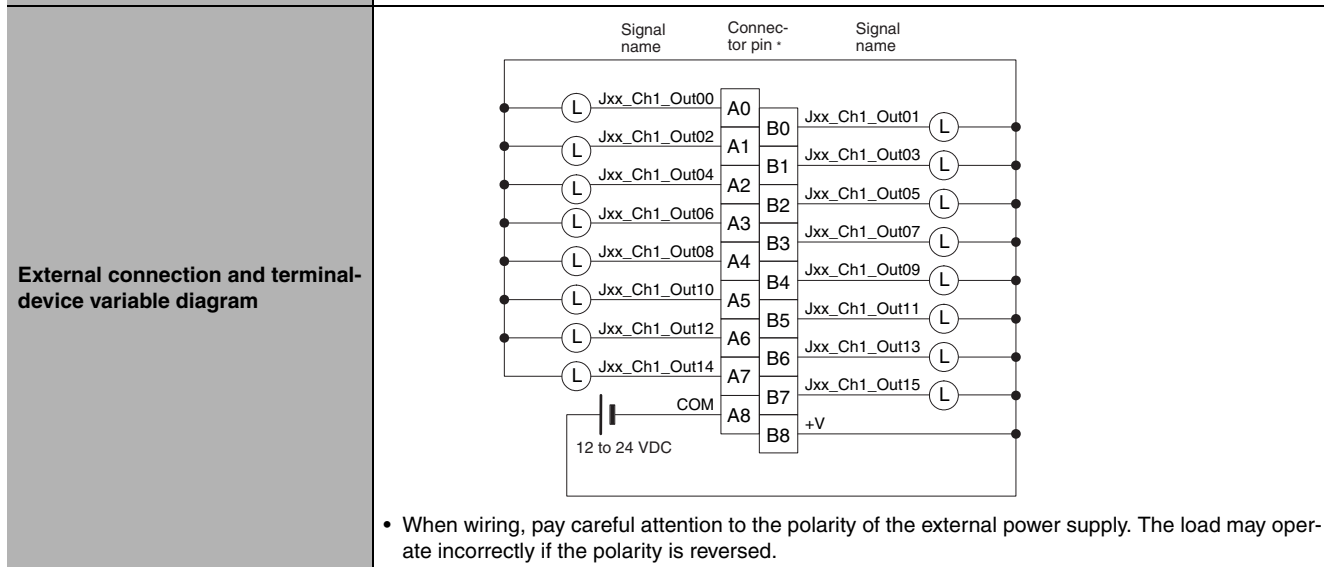 External connection and terminal-
device variable diagram
Signal
name
Connec-
tor pin *
Signal
name
L Jxx_Ch1_Out00 A0
B0 Jxx_Ch1_Out01 L
L Jxx_Ch1_Out02 A1
B1 Jxx_Ch1_Out03 L
L Jxx_Ch1_Out04 A2
B2 Jxx_Ch1_Out05 L
L Jxx_Ch1_Out06 A3
B3 Jxx_Ch1_Out07 L
L Jxx_Ch1_Out08 A4
B4 Jxx_Ch1_Out09 L
L Jxx_Ch1_Out10 A5
B5 Jxx_Ch1_Out11 L
L Jxx_Ch1_Out12 A6
B6 Jxx_Ch1_Out13 L
L Jxx_Ch1_Out14 A7
B7 Jxx_Ch1_Out15 L
COM A8
B8 +V
12 to 24 VDC
• When wiring, pay careful attention to the polarity of the external power supply. The load may oper-
ate incorrectly if the polarity is reversed.